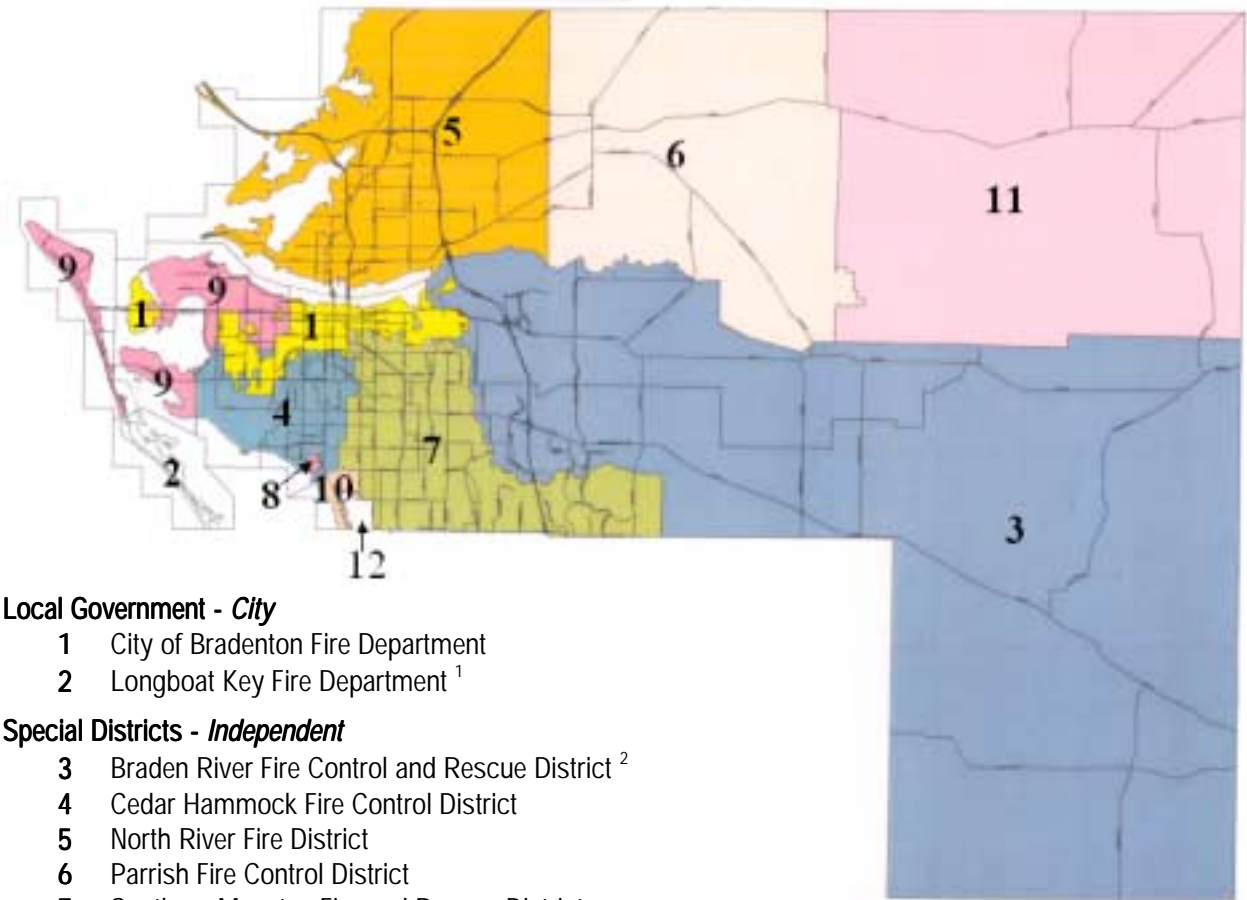 5
6
11
9
9
1
1
9
4
7
2
8
10
3
12
Local Government - City
1 City of Bradenton Fire Department
2 Longboat Key Fire Department 1
Special Districts - Independent
3 Braden River Fire Control and Rescue District 2
4 Cedar Hammock Fire Control District
5 North River Fire District
6 Parrish Fire Control District